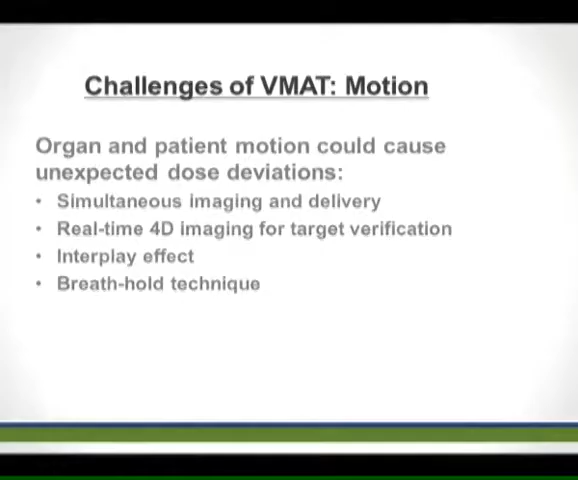 Challenges of VMAT: Motion
Organ and patient motion could cause
unexpected dose deviations:
• Simultaneous imaging and delivery
• Real-time 4D imaging for target verification
• Interplay effect
• Breath-hold technique